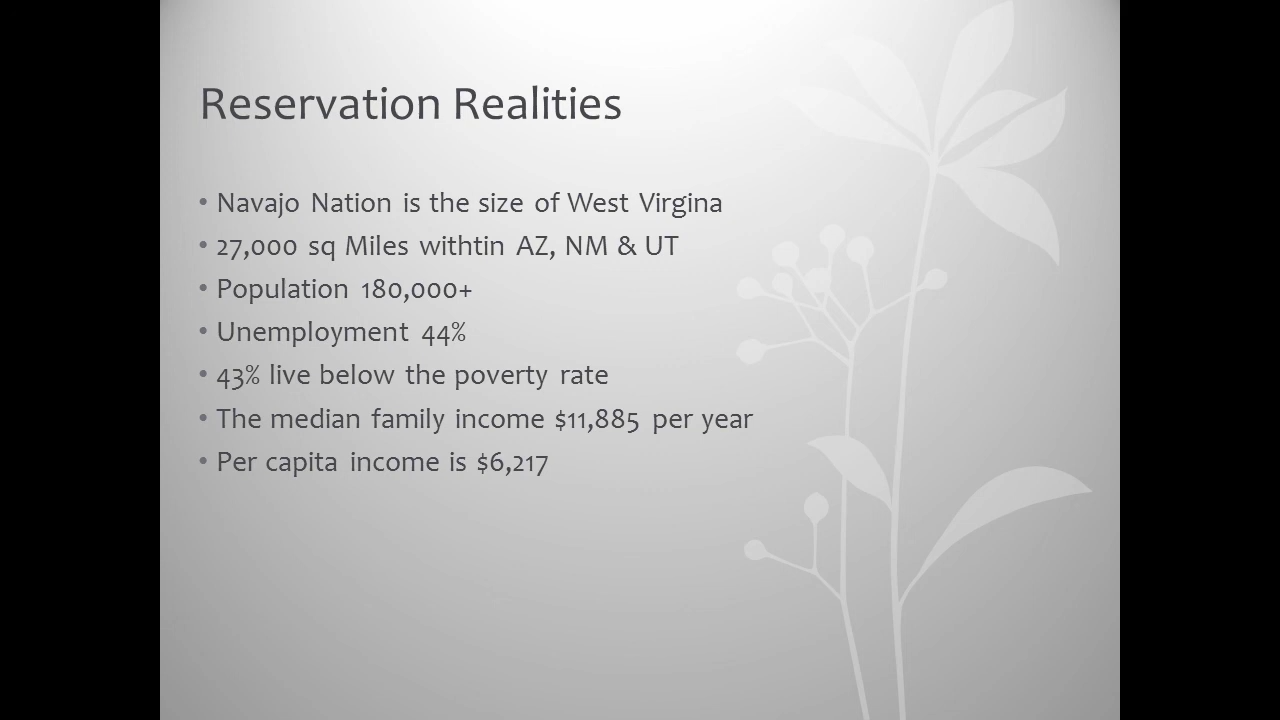 Reservation Realities
• Navajo Nation is the size of West Virgina
• 27,000 sq Miles withtin AZ, NM & UT
• Population 180,000+
• Unemployment 44%
• 43% live below the poverty rate
• The median family income $11,885 per year
• Per capita income is $6,217